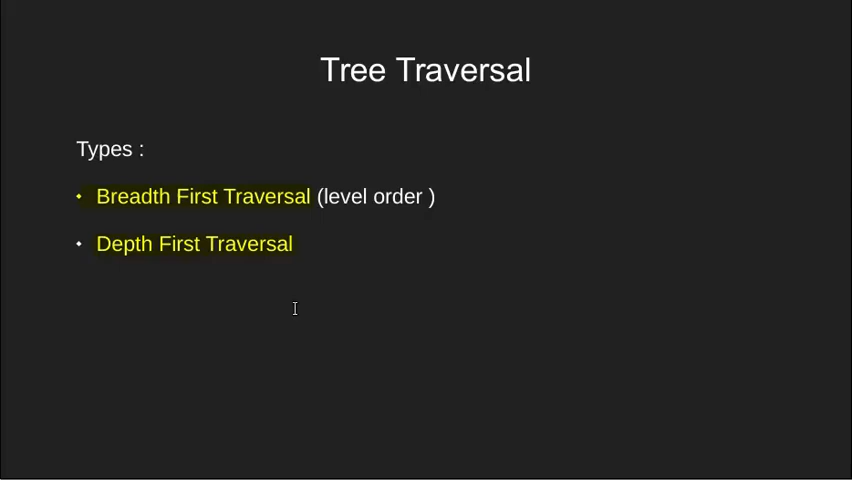 Tree Traversal
Types :
Breadth First Traversal (level order )
Depth First Traversal